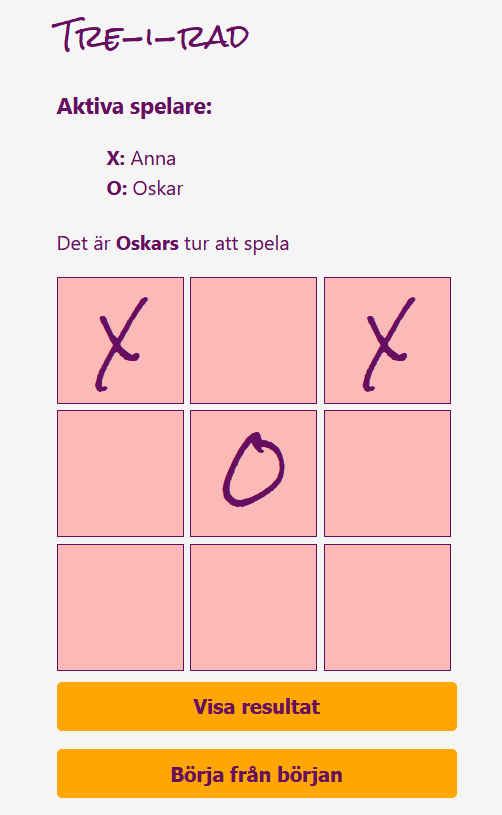 Tre-i-rad
Aktiva spelare:
X: Anna
O: Oskar
Det är Oskars tur att spela
X X
O
Visa resultat
Börja från början